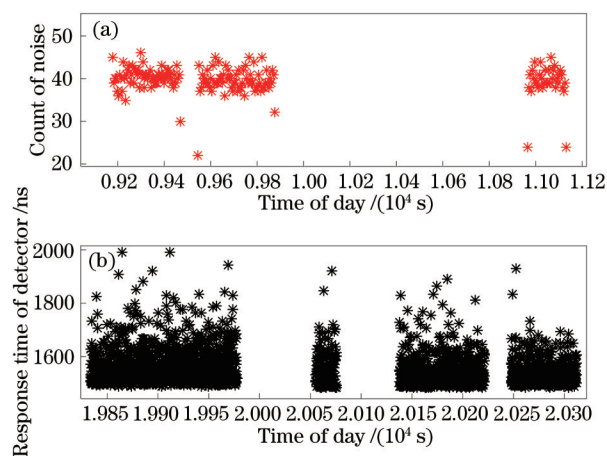 (a)
Count of noise
50
40
30
20
0.92 0.94 0.96 0.98 1.00 1.02 1.04 1.06 1.08 1.10 1.12
Time of day /(10⁴ s)
(b)
Response time of detector /ns
2000
1800
1600
1.985 1.990 1.995 2.000 2.005 2.010 2.015 2.020 2.025 2.030
Time of day /(10⁴ s)